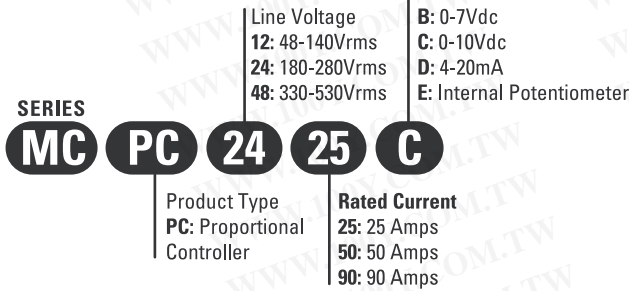 Line Voltage
12: 48-140Vrms
24: 180-280Vrms
48: 330-530Vrms
B: 0-7Vdc
C: 0-10Vdc
D: 4-20mA
E: Internal Potentiometer
SERIES
MC PC 24 25 C
Product Type
PC: Proportional
Controller
Rated Current
25: 25 Amps
50: 50 Amps
90: 90 Amps